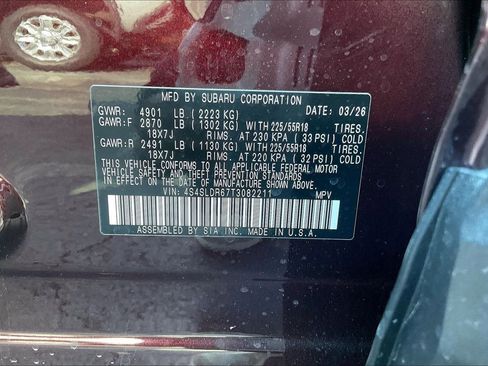 MFD BY SUBARU CORPORATION
GVWR: 4901 LB ( 2223 KG) DATE: 03/26
GAWR:F 2870 LB ( 1302 KG) WITH 225/55R18 TIRES.
18X7J RIMS. AT 230 KPA ( 33 PSI) COLD
GAWR:R 2491 LB ( 1130 KG) WITH 225/55R18 TIRES.
18X7J RIMS. AT 220 KPA ( 32 PSI) COLD
THIS VEHICLE CONFORMS TO ALL APPLICABLE FEDERAL MOTOR
VEHICLE SAFETY AND THEFT PREVENTION STANDARDS IN EFFECT ON THE
DATE OF MANUFACTURE SHOWN ABOVE.
VIN: 4S4SLDR67T3082211 MPV
ASSEMBLED BY SIA INC. MADE IN U.S.A.